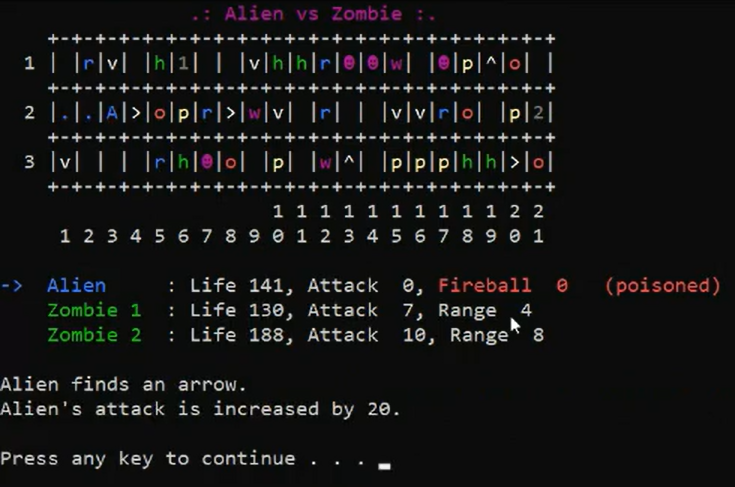 .: Alien vs Zombie :.
+-+-+-+-+-+-+-+-+-+-+-+-+-+-+-+-+-+-+-+-+-+
1 | |r|v| |h|1| | |v|h|h|r|☻|☻|w| |☻|p|^|o| |
+-+-+-+-+-+-+-+-+-+-+-+-+-+-+-+-+-+-+-+-+-+
2 |.|.|A|>|o|p|r|>|w|v| |r| | |v|v|r|o| |p|2|
+-+-+-+-+-+-+-+-+-+-+-+-+-+-+-+-+-+-+-+-+-+
3 |v| | | |r|h|☻|o| |p| |w|^| |p|p|p|h|h|>|o|
+-+-+-+-+-+-+-+-+-+-+-+-+-+-+-+-+-+-+-+-+-+
1 1 1 1 1 1 1 1 1 1 2 2
1 2 3 4 5 6 7 8 9 0 1 2 3 4 5 6 7 8 9 0 1
-> Alien : Life 141, Attack 0, Fireball 0 (poisoned)
Zombie 1 : Life 130, Attack 7, Range 4
Zombie 2 : Life 188, Attack 10, Range 8
Alien finds an arrow.
Alien's attack is increased by 20.
Press any key to continue . . .